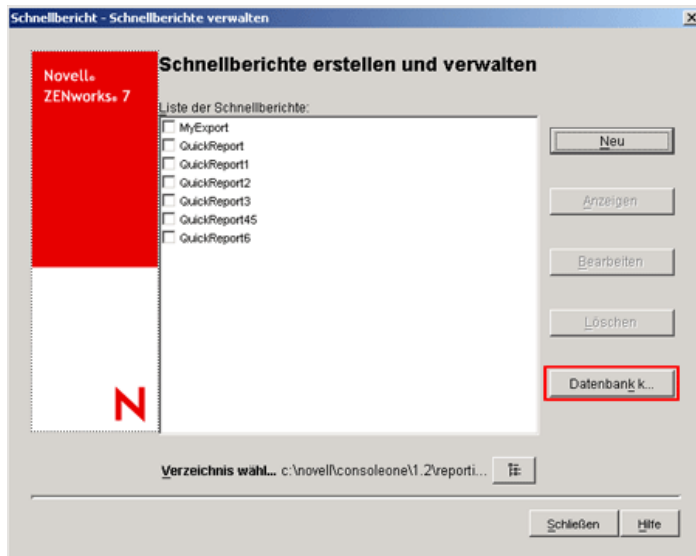 Schnellbericht - Schnellberichte verwalten
Novell®
ZENworks® 7
Schnellberichte erstellen und verwalten
Liste der Schnellberichte:
MyExport
QuickReport
QuickReport1
QuickReport2
QuickReport3
QuickReport45
QuickReport6
Neu
Anzeigen
Bearbeiten
Löschen
Datenbank k...
N
Verzeichnis wähl... c:\novell\consoleone\1.2\reporti...
Schließen Hilfe